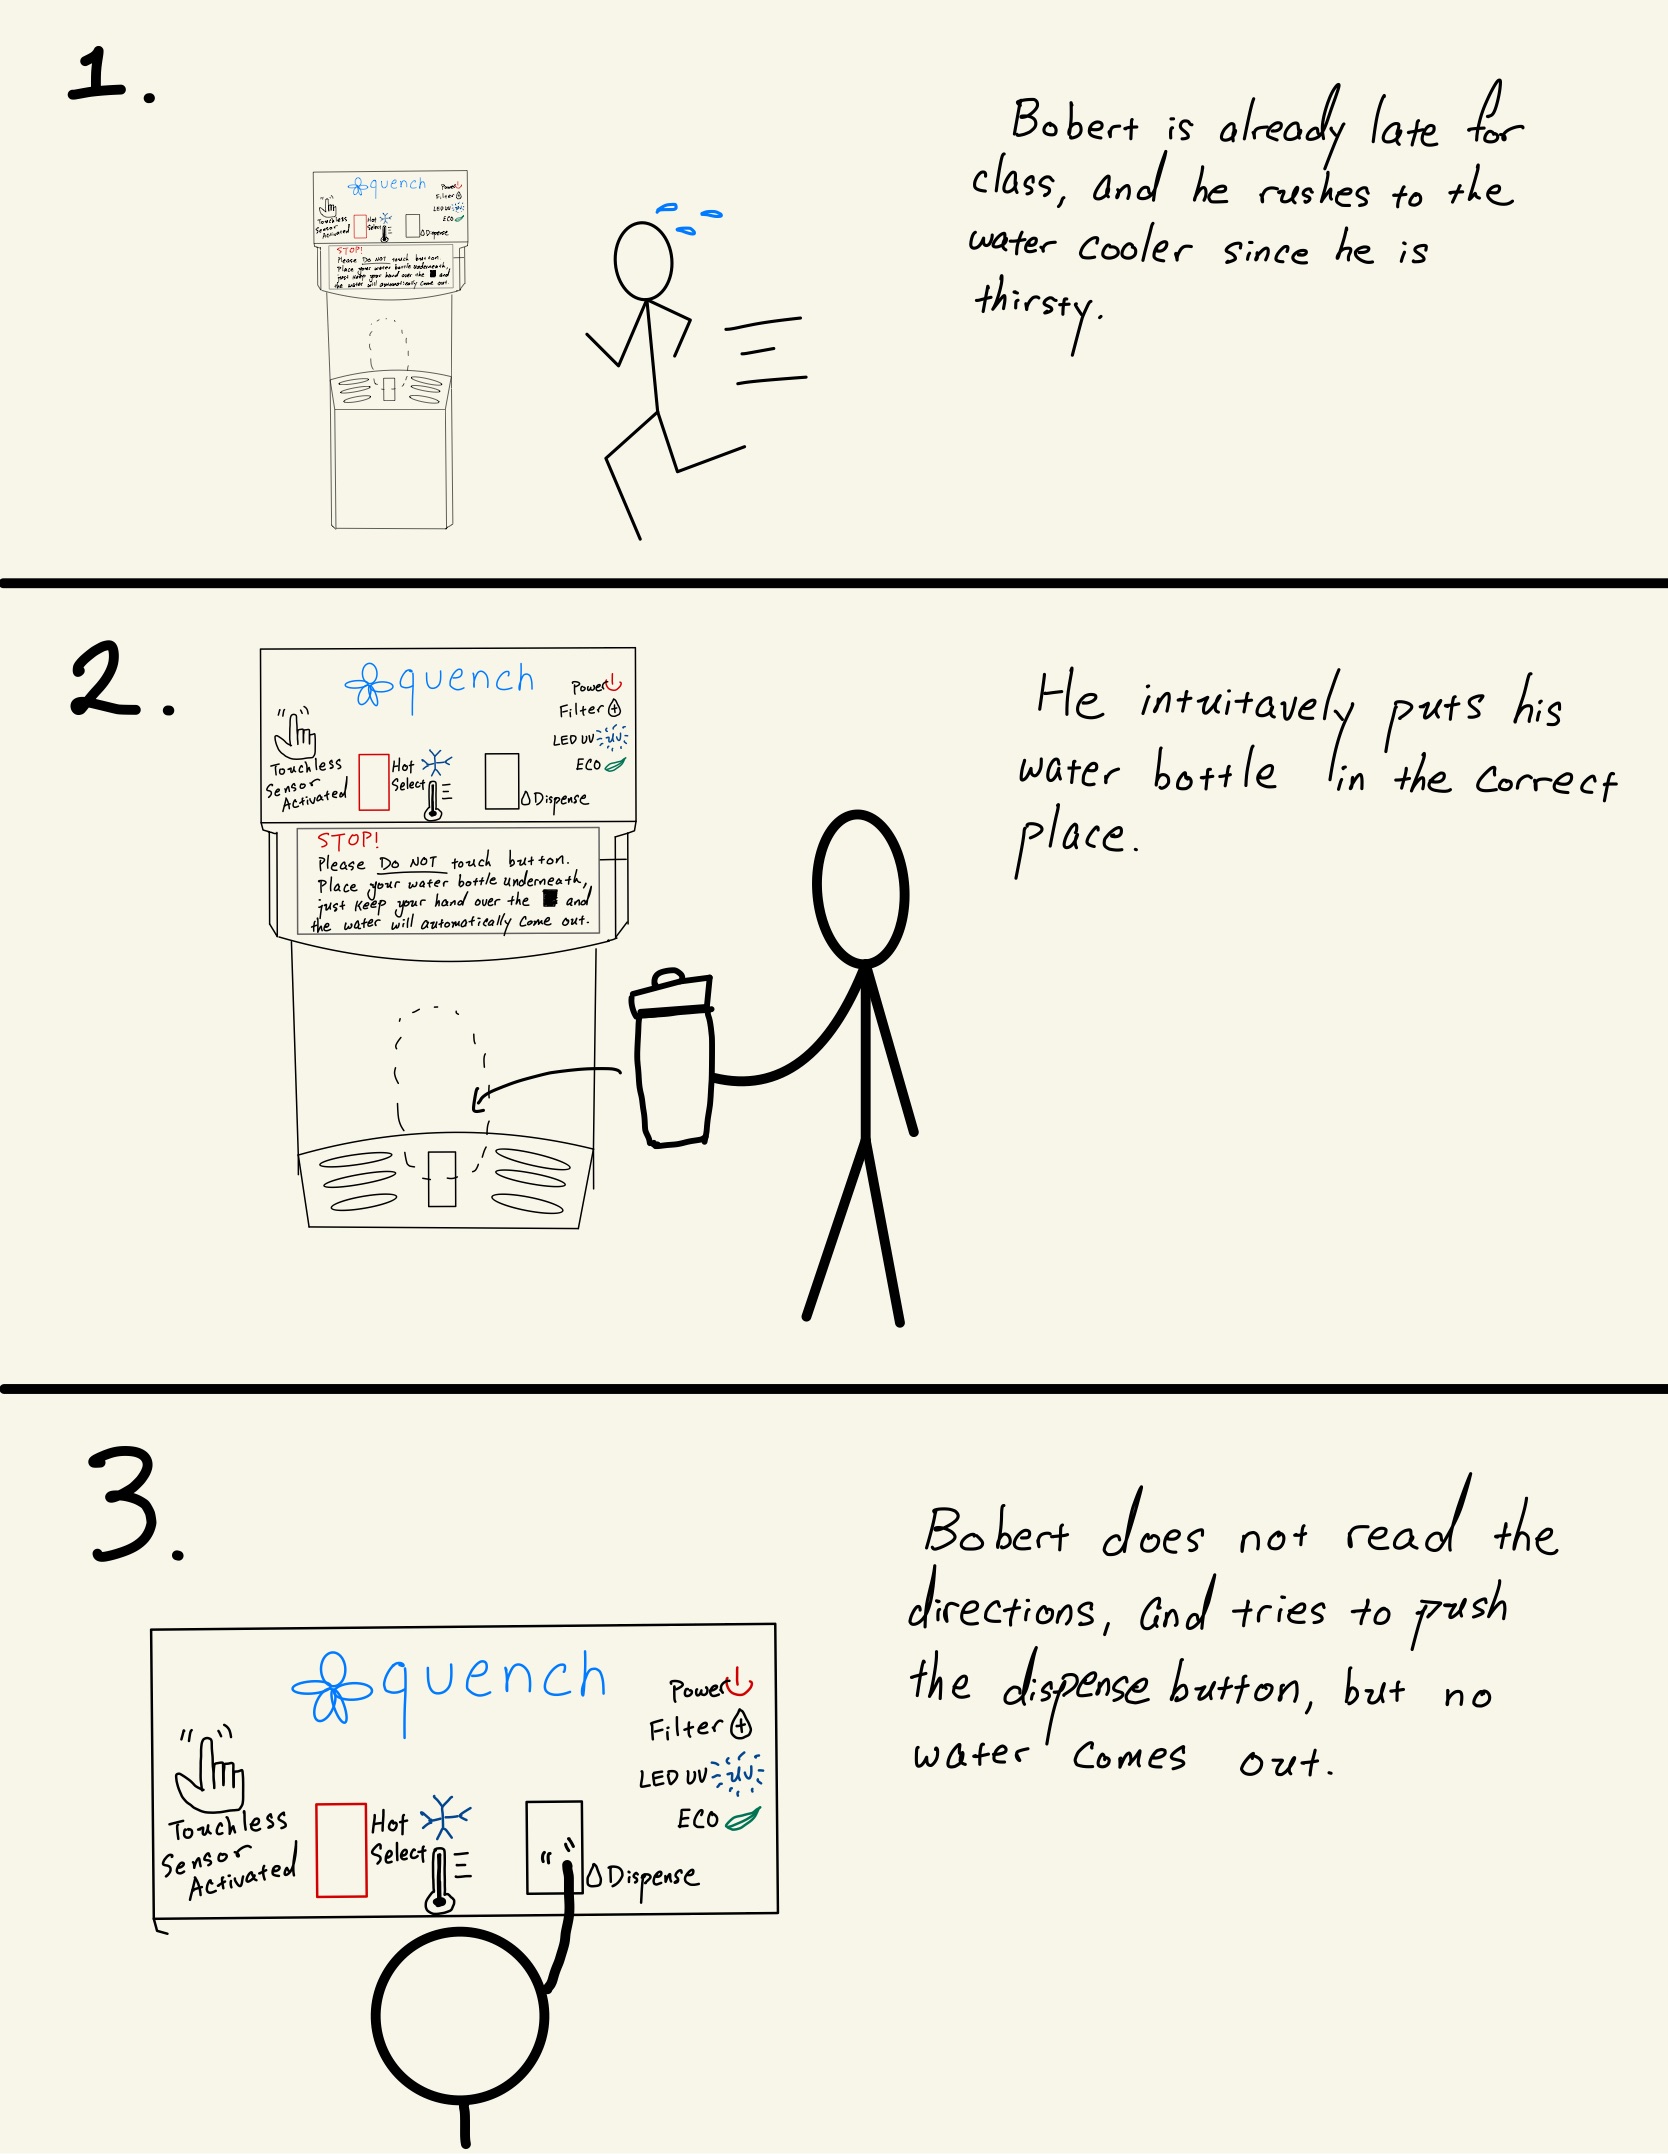 1.
Bobert is already late for
class, and he rushes to the
water cooler since he is
thirsty.
quench
Power
Filter
LED UV uv
ECO
Touchless
Sensor
Activated
Hot
Select
Dispense
STOP!
Please Do NOT touch button.
Place your water bottle underneath,
just keep your hand over the and
the water will automatically come out.
2.
He intuitavely puts his
water bottle in the correct
place.
quench
Power
Filter
LED UV uv
ECO
Touchless
Sensor
Activated
Hot
Select
Dispense
STOP!
Please Do NOT touch button.
Place your water bottle underneath,
just keep your hand over the and
the water will automatically come out.
3.
Bobert does not read the
directions, and tries to push
the dispense button, but no
water comes out.
quench
Power
Filter
LED UV uv
ECO
Touchless
Sensor
Activated
Hot
Select
Dispense